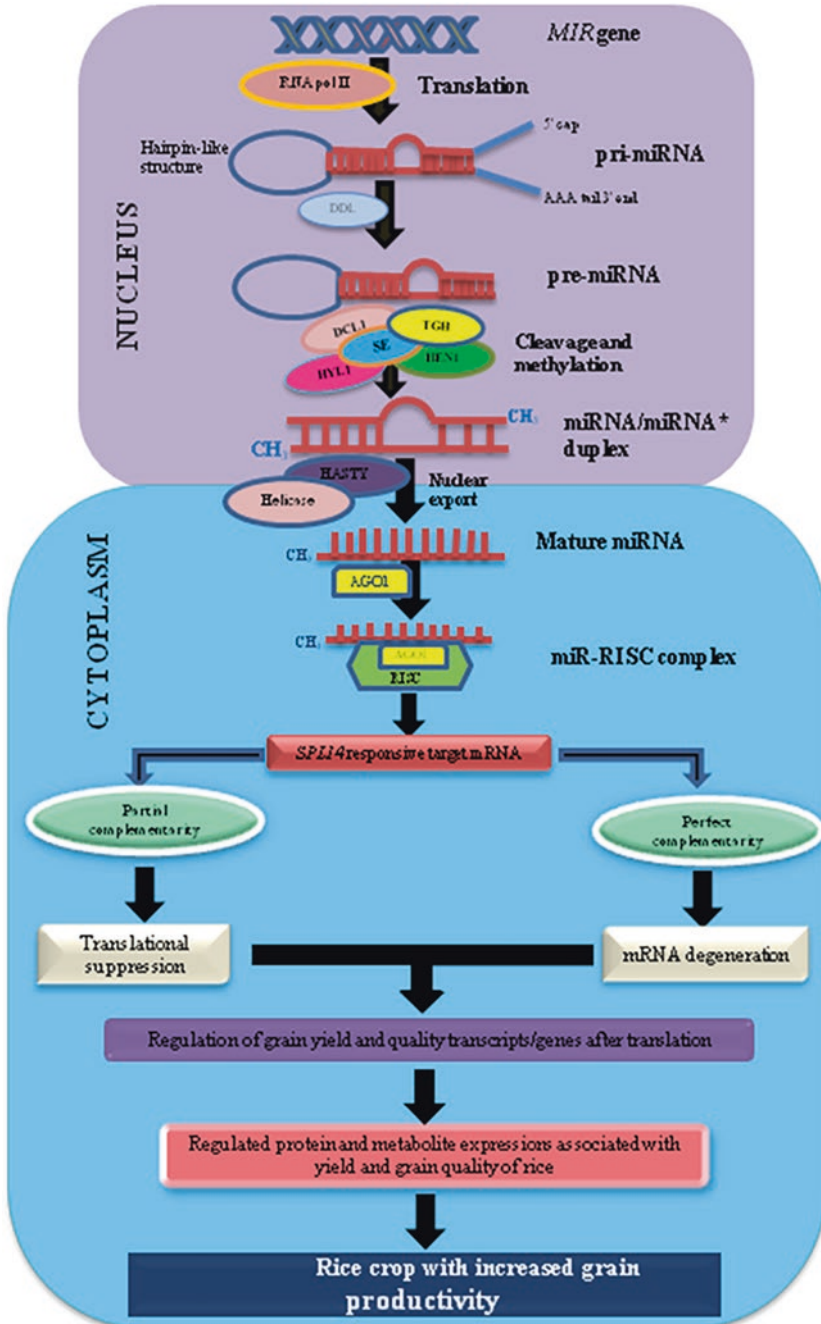 MIR gene
RNA pol II
Translation
Hairpin-like
structure
5' cap
pri-miRNA
AAA tail 3' end
DDL
NUCLEUS
pre-miRNA
DCL1
TGH
SE
HYL1
HEN1
Cleavage and
methylation
CH3
CH3
miRNA/miRNA*
duplex
HASTY
Helicase
Nuclear
export
CYTOPLASM
CH3
Mature miRNA
AGO1
CH3
AGO1
RISC
miR-RISC complex
SPL14 responsive target mRNA
Partial
complementarity
Perfect
complementarity
Translational
suppression
mRNA degeneration
Regulation of grain yield and quality transcripts/genes after translation
Regulated protein and metabolite expressions associated with
yield and grain quality of rice
Rice crop with increased grain
productivity